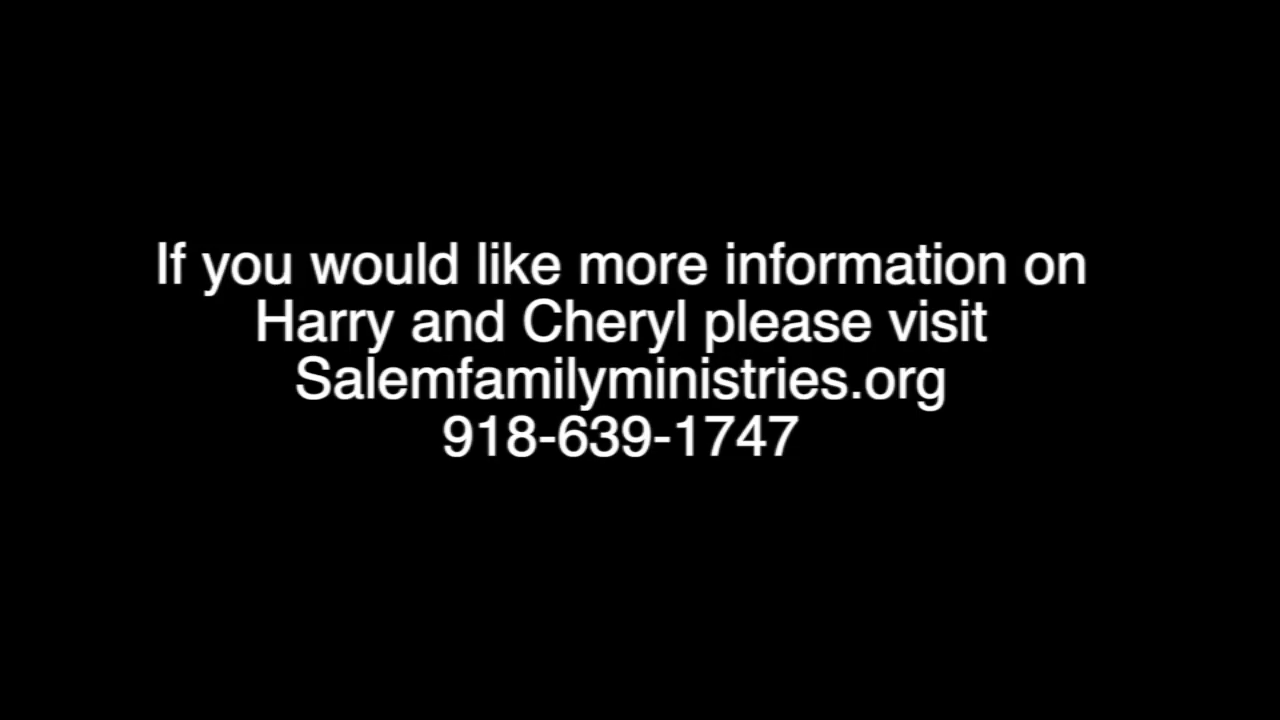 If you would like more information on
Harry and Cheryl please visit
Salemfamilyministries.org
918-639-1747